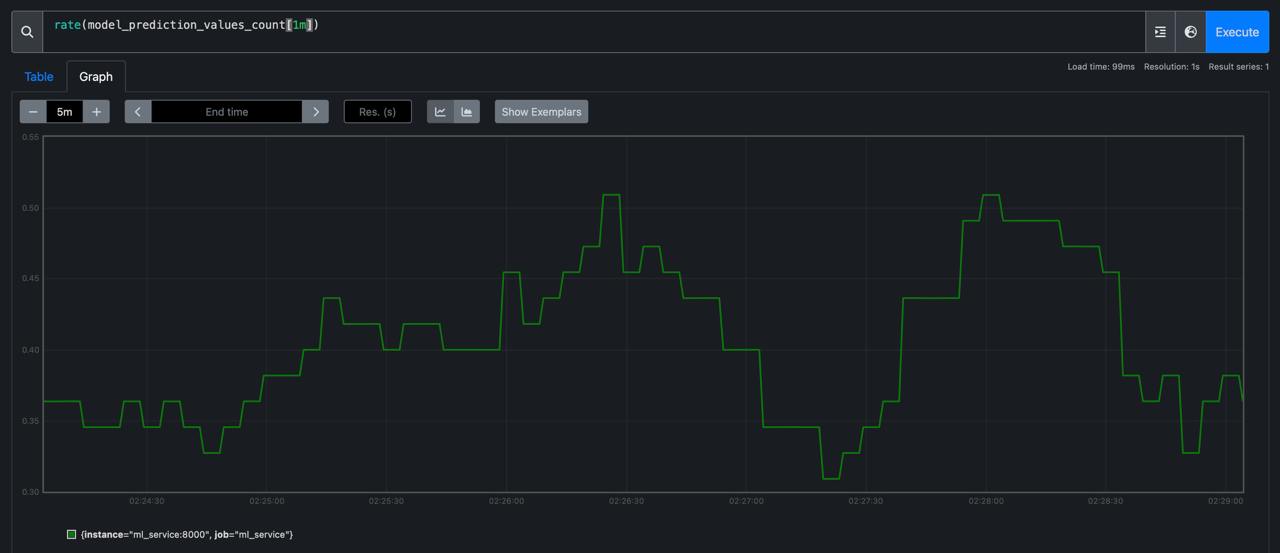 rate(model_prediction_values_count[1m])
Execute
Load time: 99ms Resolution: 1s Result series: 1
Table Graph
− 5m + End time Res. (s) Show Exemplars
0.55
0.50
0.45
0.40
0.35
0.30
02:24:30 02:25:00 02:25:30 02:26:00 02:26:30 02:27:00 02:27:30 02:28:00 02:28:30 02:29:00
{instance="ml_service:8000", job="ml_service"}